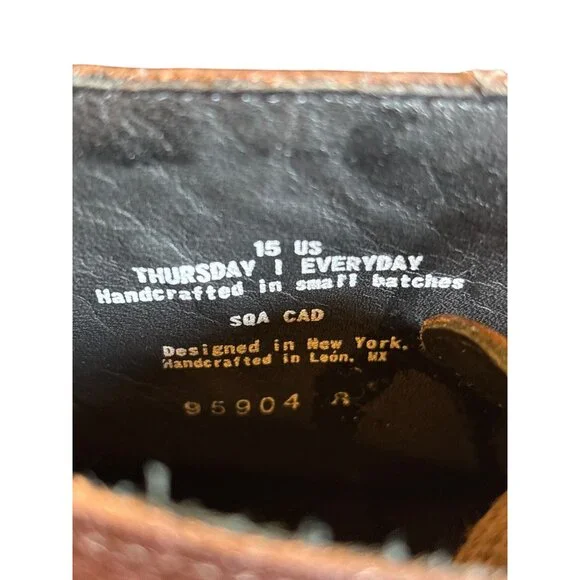 15 US
THURSDAY | EVERYDAY
Handcrafted in small batches
SQA CAD
Designed in New York.
Handcrafted in León, MX
95904